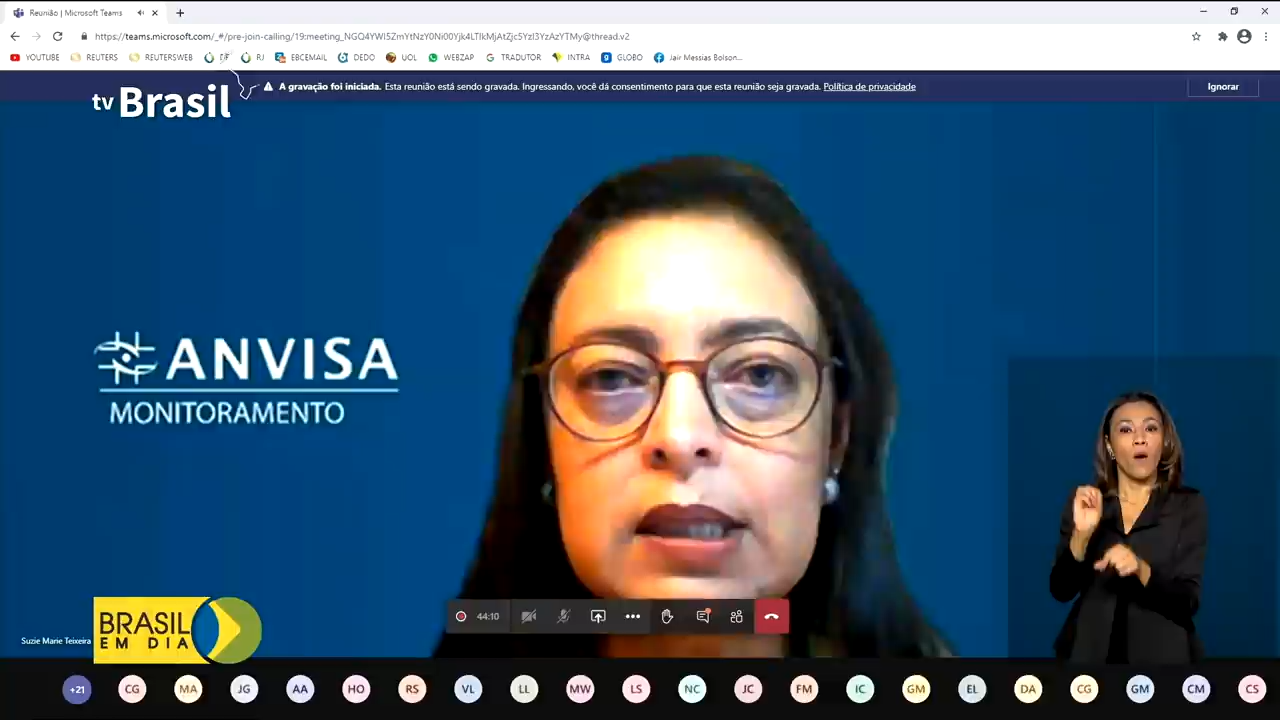 Reunião | Microsoft Teams
https://teams.microsoft.com/_#/pre-join-calling/19:meeting_NGQ4YWI5ZmYtNzY0Ni00Yjk4LTlkMjAtZjc5YzI3YzAzYTMy@thread.v2
YOUTUBE REUTERS REUTERSWEB RJ EBCEMAIL DEDO UOL WEBZAP TRADUTOR INTRA GLOBO Jair Messias Bolson...
A gravação foi iniciada. Esta reunião está sendo gravada. Ingressando, você dá consentimento para que esta reunião seja gravada. Política de privacidade Ignorar
tv Brasil
ANVISA
MONITORAMENTO
BRASIL
EM DIA
44:10
Suzie Marie Teixeira
+21 CG MA JG AA HO RS VL LL MW LS NC JC FM IC GM EL DA CG GM CM CS